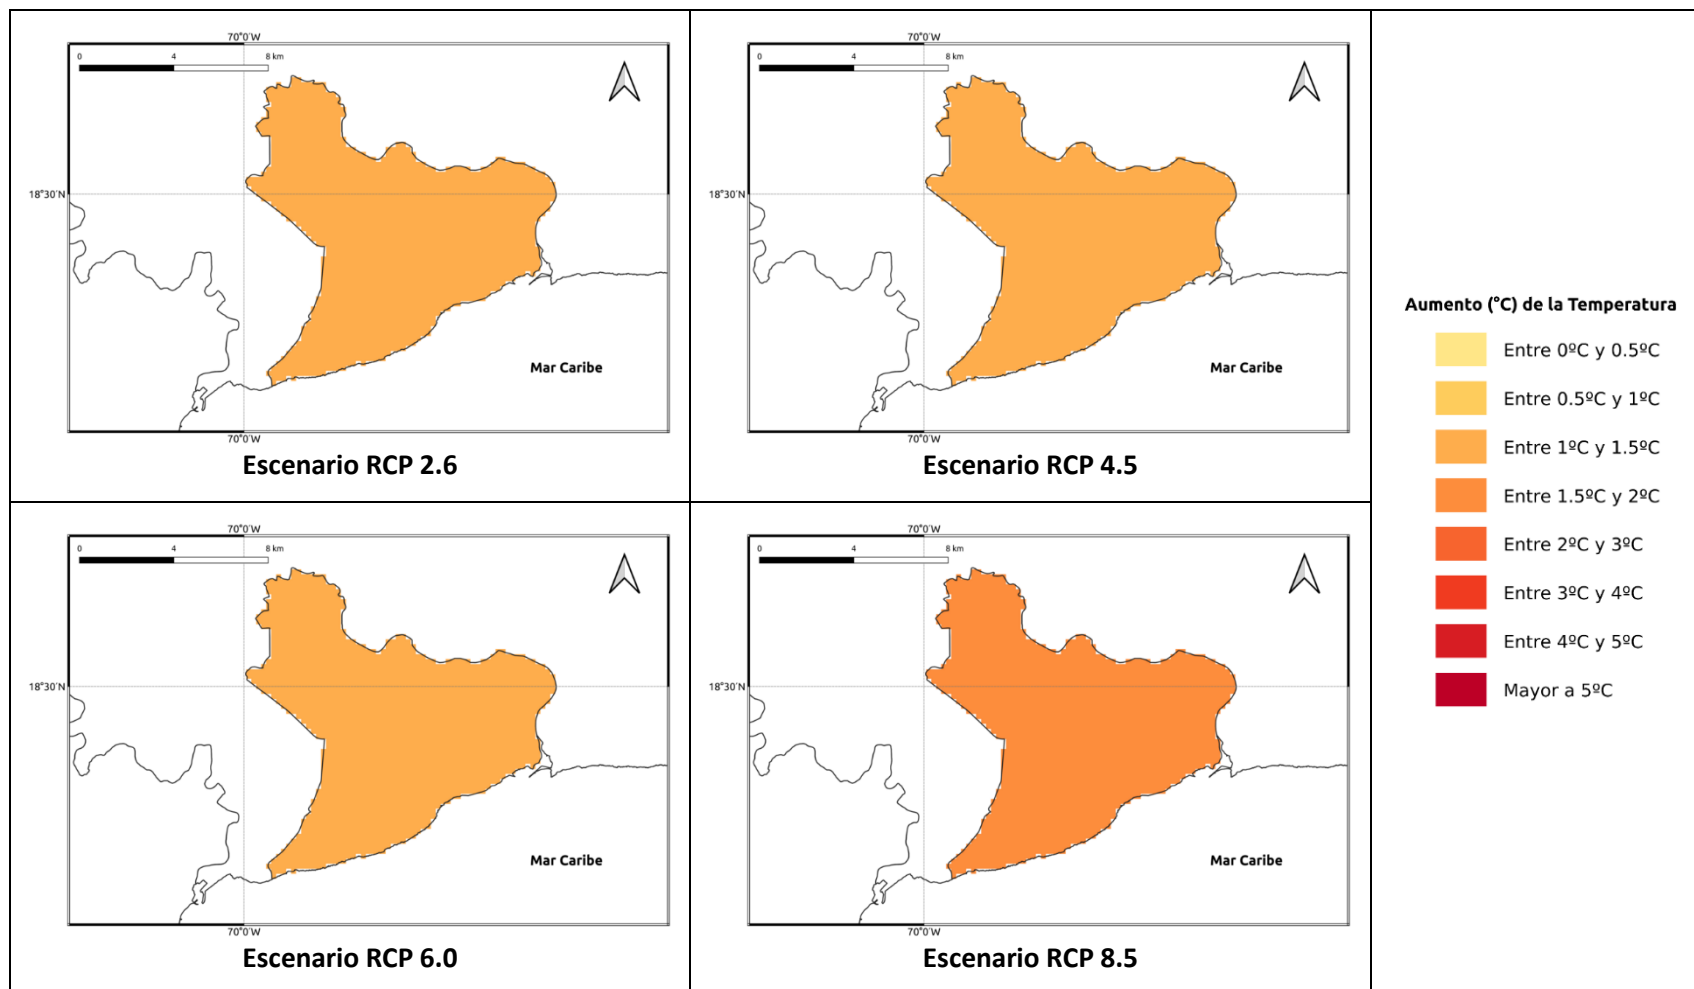 70°0'W
0 4 8 km
18°30'N
Mar Caribe
70°0'W
Escenario RCP 2.6
70°0'W
0 4 8 km
18°30'N
Mar Caribe
70°0'W
Escenario RCP 4.5
Aumento (°C) de la Temperatura
Entre 0ºC y 0.5ºC
Entre 0.5ºC y 1ºC
Entre 1ºC y 1.5ºC
Entre 1.5ºC y 2ºC
Entre 2ºC y 3ºC
Entre 3ºC y 4ºC
Entre 4ºC y 5ºC
Mayor a 5ºC
70°0'W
0 4 8 km
18°30'N
Mar Caribe
70°0'W
Escenario RCP 6.0
70°0'W
0 4 8 km
18°30'N
Mar Caribe
70°0'W
Escenario RCP 8.5